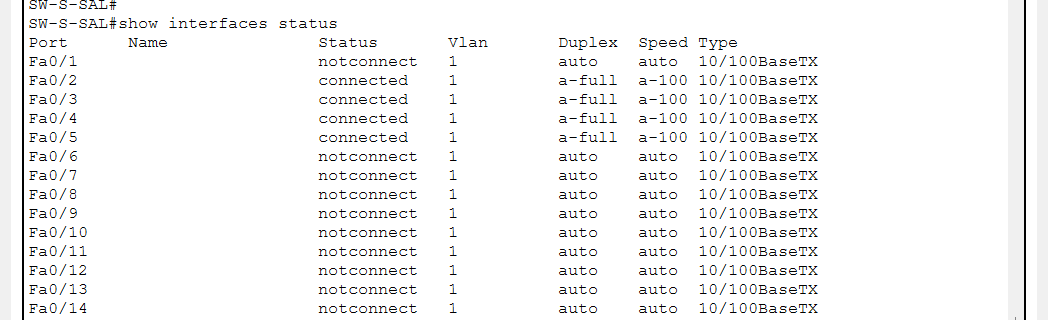 SW-S-SAL#
SW-S-SAL#show interfaces status
Port Name Status Vlan Duplex Speed Type
Fa0/1 notconnect 1 auto auto 10/100BaseTX
Fa0/2 connected 1 a-full a-100 10/100BaseTX
Fa0/3 connected 1 a-full a-100 10/100BaseTX
Fa0/4 connected 1 a-full a-100 10/100BaseTX
Fa0/5 connected 1 a-full a-100 10/100BaseTX
Fa0/6 notconnect 1 auto auto 10/100BaseTX
Fa0/7 notconnect 1 auto auto 10/100BaseTX
Fa0/8 notconnect 1 auto auto 10/100BaseTX
Fa0/9 notconnect 1 auto auto 10/100BaseTX
Fa0/10 notconnect 1 auto auto 10/100BaseTX
Fa0/11 notconnect 1 auto auto 10/100BaseTX
Fa0/12 notconnect 1 auto auto 10/100BaseTX
Fa0/13 notconnect 1 auto auto 10/100BaseTX
Fa0/14 notconnect 1 auto auto 10/100BaseTX